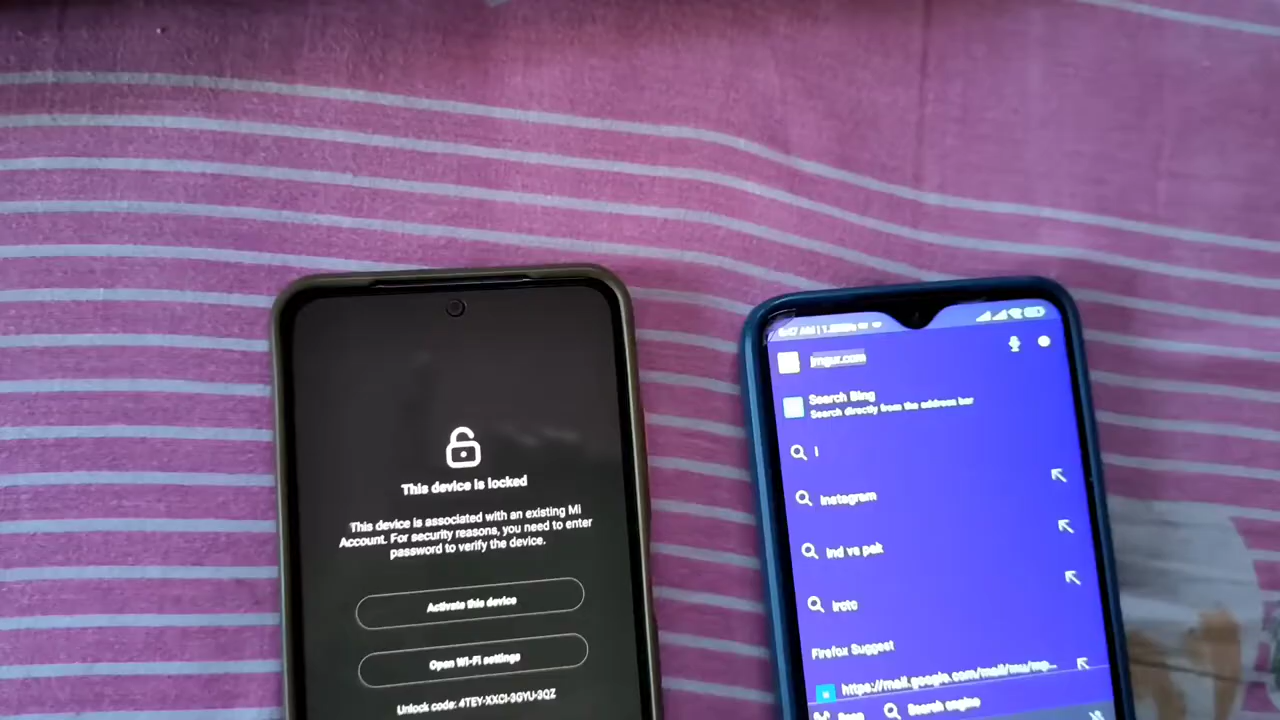 This device is locked
This device is associated with an existing Mi
Account. For security reasons, you need to enter
password to verify the device.
Activate this device
Open Wi-Fi settings
Unlock code: 4TEY-XXCI-3GYU-3QZ
imgur.com
Search Bing
Search directly from the address bar
I
instagram
ind vs pak
irctc
Firefox Suggest
https://mail.google.com/mail/mu/mp...
Search engine